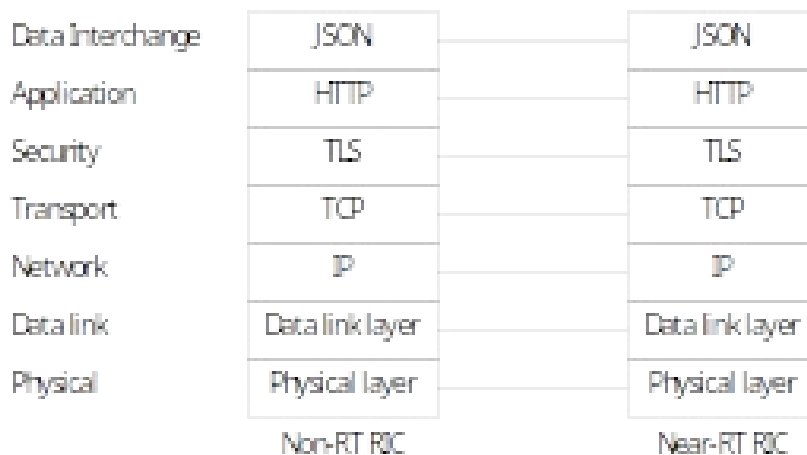 Data Interchange JSON JSON
Application HTTP HTTP
Security TLS TLS
Transport TCP TCP
Network IP IP
Data link Data link layer Data link layer
Physical Physical layer Physical layer
Non-RT RIC Near-RT RIC